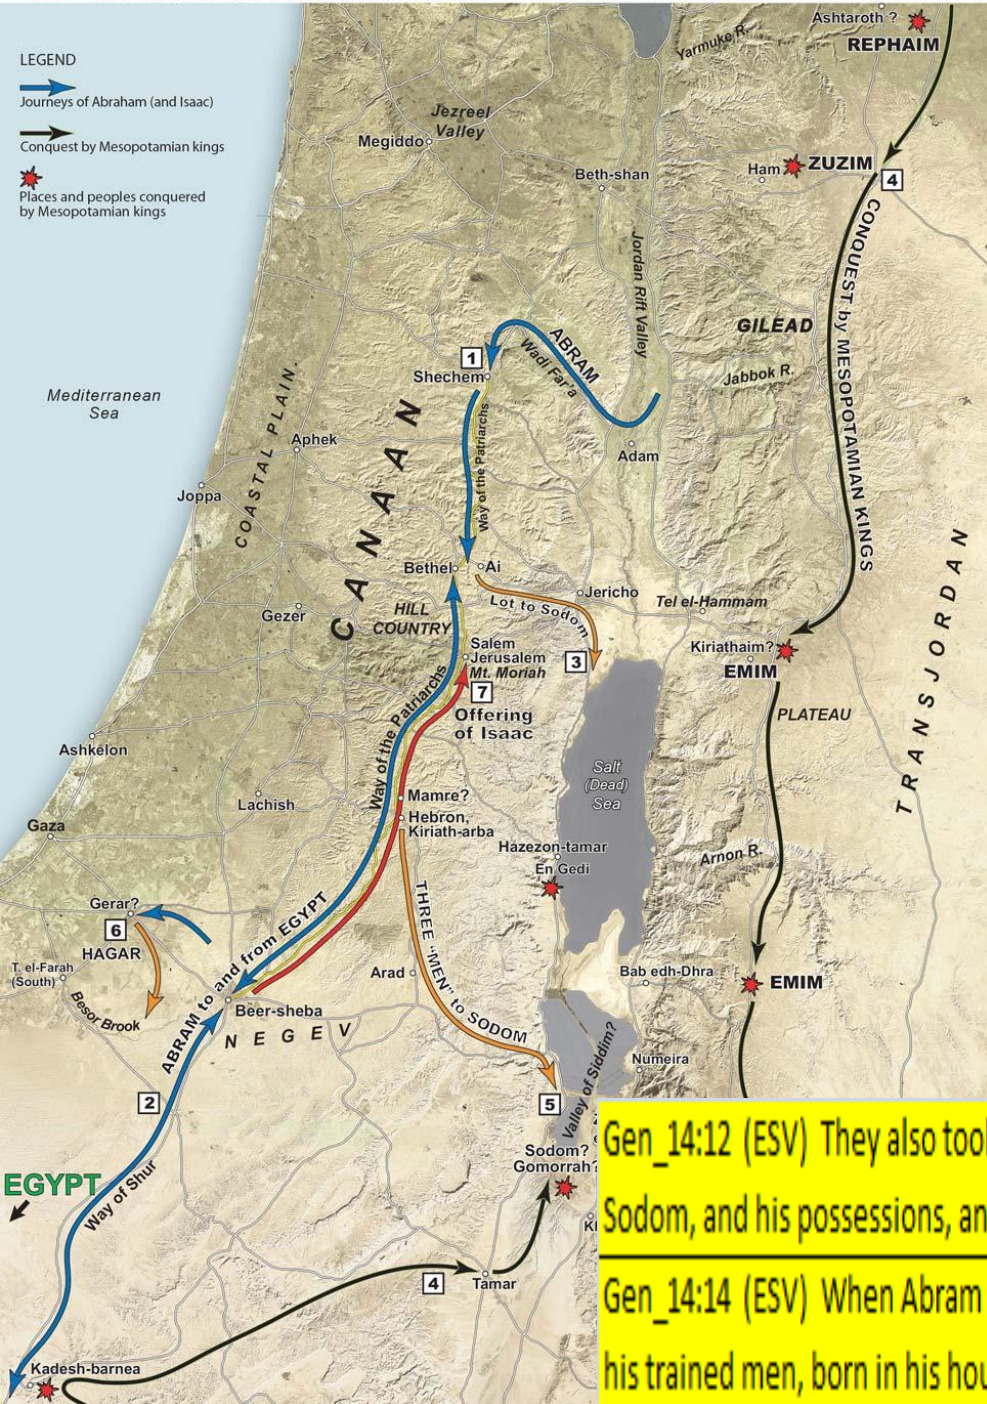 LEGEND
Journeys of Abraham (and Isaac)
Conquest by Mesopotamian kings
Places and peoples conquered
by Mesopotamian kings
Ashtaroth ?
REPHAIM
Yarmuke R.
Jezreel
Valley
Megiddo
Beth-shan
Ham
ZUZIM
4
CONQUEST by MESOPOTAMIAN KINGS
Jordan Rift Valley
GILEAD
Jabbok R.
ABRAM
Wadi Far'a
1
Shechem
Mediterranean
Sea
COASTAL PLAIN.
CANAAN
Aphek
Adam
Joppa
Way of the Patriarchs
Bethel
Ai
Lot to Sodom
Jericho
Tel el-Hammam
Gezer
HILL
COUNTRY
Salem
Jerusalem
Mt. Moriah
3
Kiriathaim?
EMIM
7
Offering
of Isaac
PLATEAU
TRANSJORDAN
Ashkelon
Way of the Patriarchs
Salt
(Dead)
Sea
Lachish
Mamre?
Hebron,
Kiriath-arba
Gaza
Hazezon-tamar
En Gedi
Arnon R.
Gerar?
6
HAGAR
THREE "MEN" to SODOM
T. el-Farah
(South)
Besor Brook
ABRAM to and from EGYPT
Arad
Bab edh-Dhra
EMIM
Beer-sheba
NEGEV
Numeira
Valley of Siddim?
2
5
Sodom?
Gomorrah?
EGYPT
Way of Shur
4
Tamar
Kadesh-barnea
Gen_14:12 (ESV) They also took
Sodom, and his possessions, an
Gen_14:14 (ESV) When Abram
his trained men, born in his hou